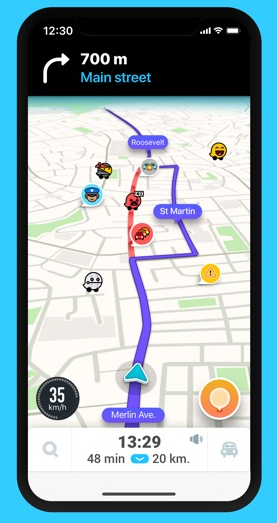 12:30
700 m
Main street
Roosevelt
St Martin
35
km/h
Merlin Ave.
13:29
48 min 20 km.